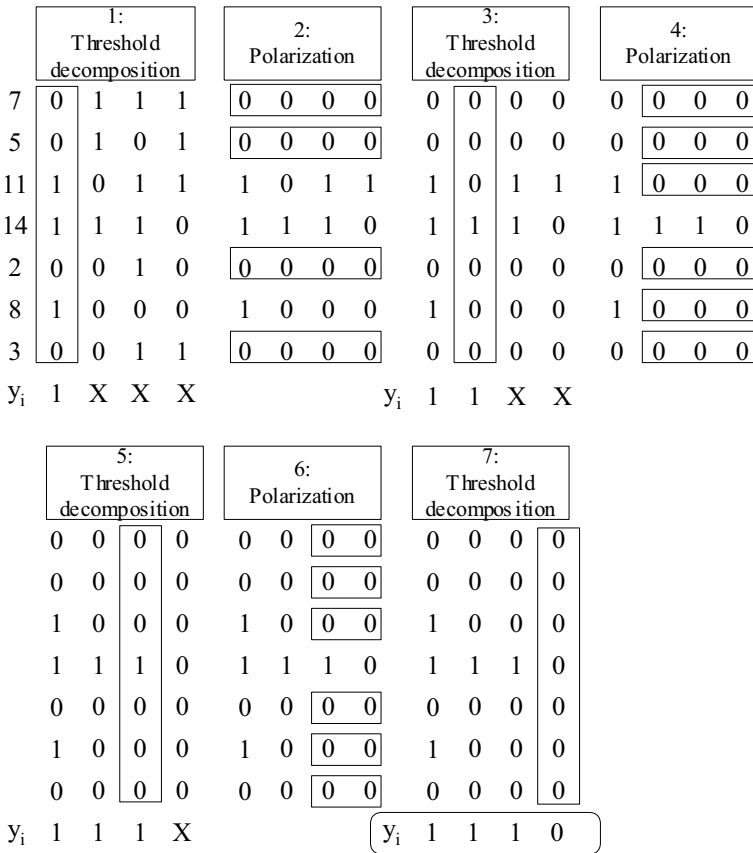 1: Threshold decomposition 2: Polarization 3: Threshold decomposition 4: Polarization
7 0 1 1 1 0 0 0 0 0 0 0 0 0 0 0 0
5 0 1 0 1 0 0 0 0 0 0 0 0 0 0 0 0
11 1 0 1 1 1 0 1 1 1 0 1 1 1 0 0 0
14 1 1 1 0 1 1 1 0 1 1 1 0 1 1 1 0
2 0 0 1 0 0 0 0 0 0 0 0 0 0 0 0 0
8 1 0 0 0 1 0 0 0 1 0 0 0 1 0 0 0
3 0 0 1 1 0 0 0 0 0 0 0 0 0 0 0 0
yi 1 X X X yi 1 1 X X
5: Threshold decomposition 6: Polarization 7: Threshold decomposition
0 0 0 0 0 0 0 0 0 0 0 0
0 0 0 0 0 0 0 0 0 0 0 0
1 0 0 0 1 0 0 0 1 0 0 0
1 1 1 0 1 1 1 0 1 1 1 0
0 0 0 0 0 0 0 0 0 0 0 0
1 0 0 0 1 0 0 0 1 0 0 0
0 0 0 0 0 0 0 0 0 0 0 0
yi 1 1 1 X yi 1 1 1 0